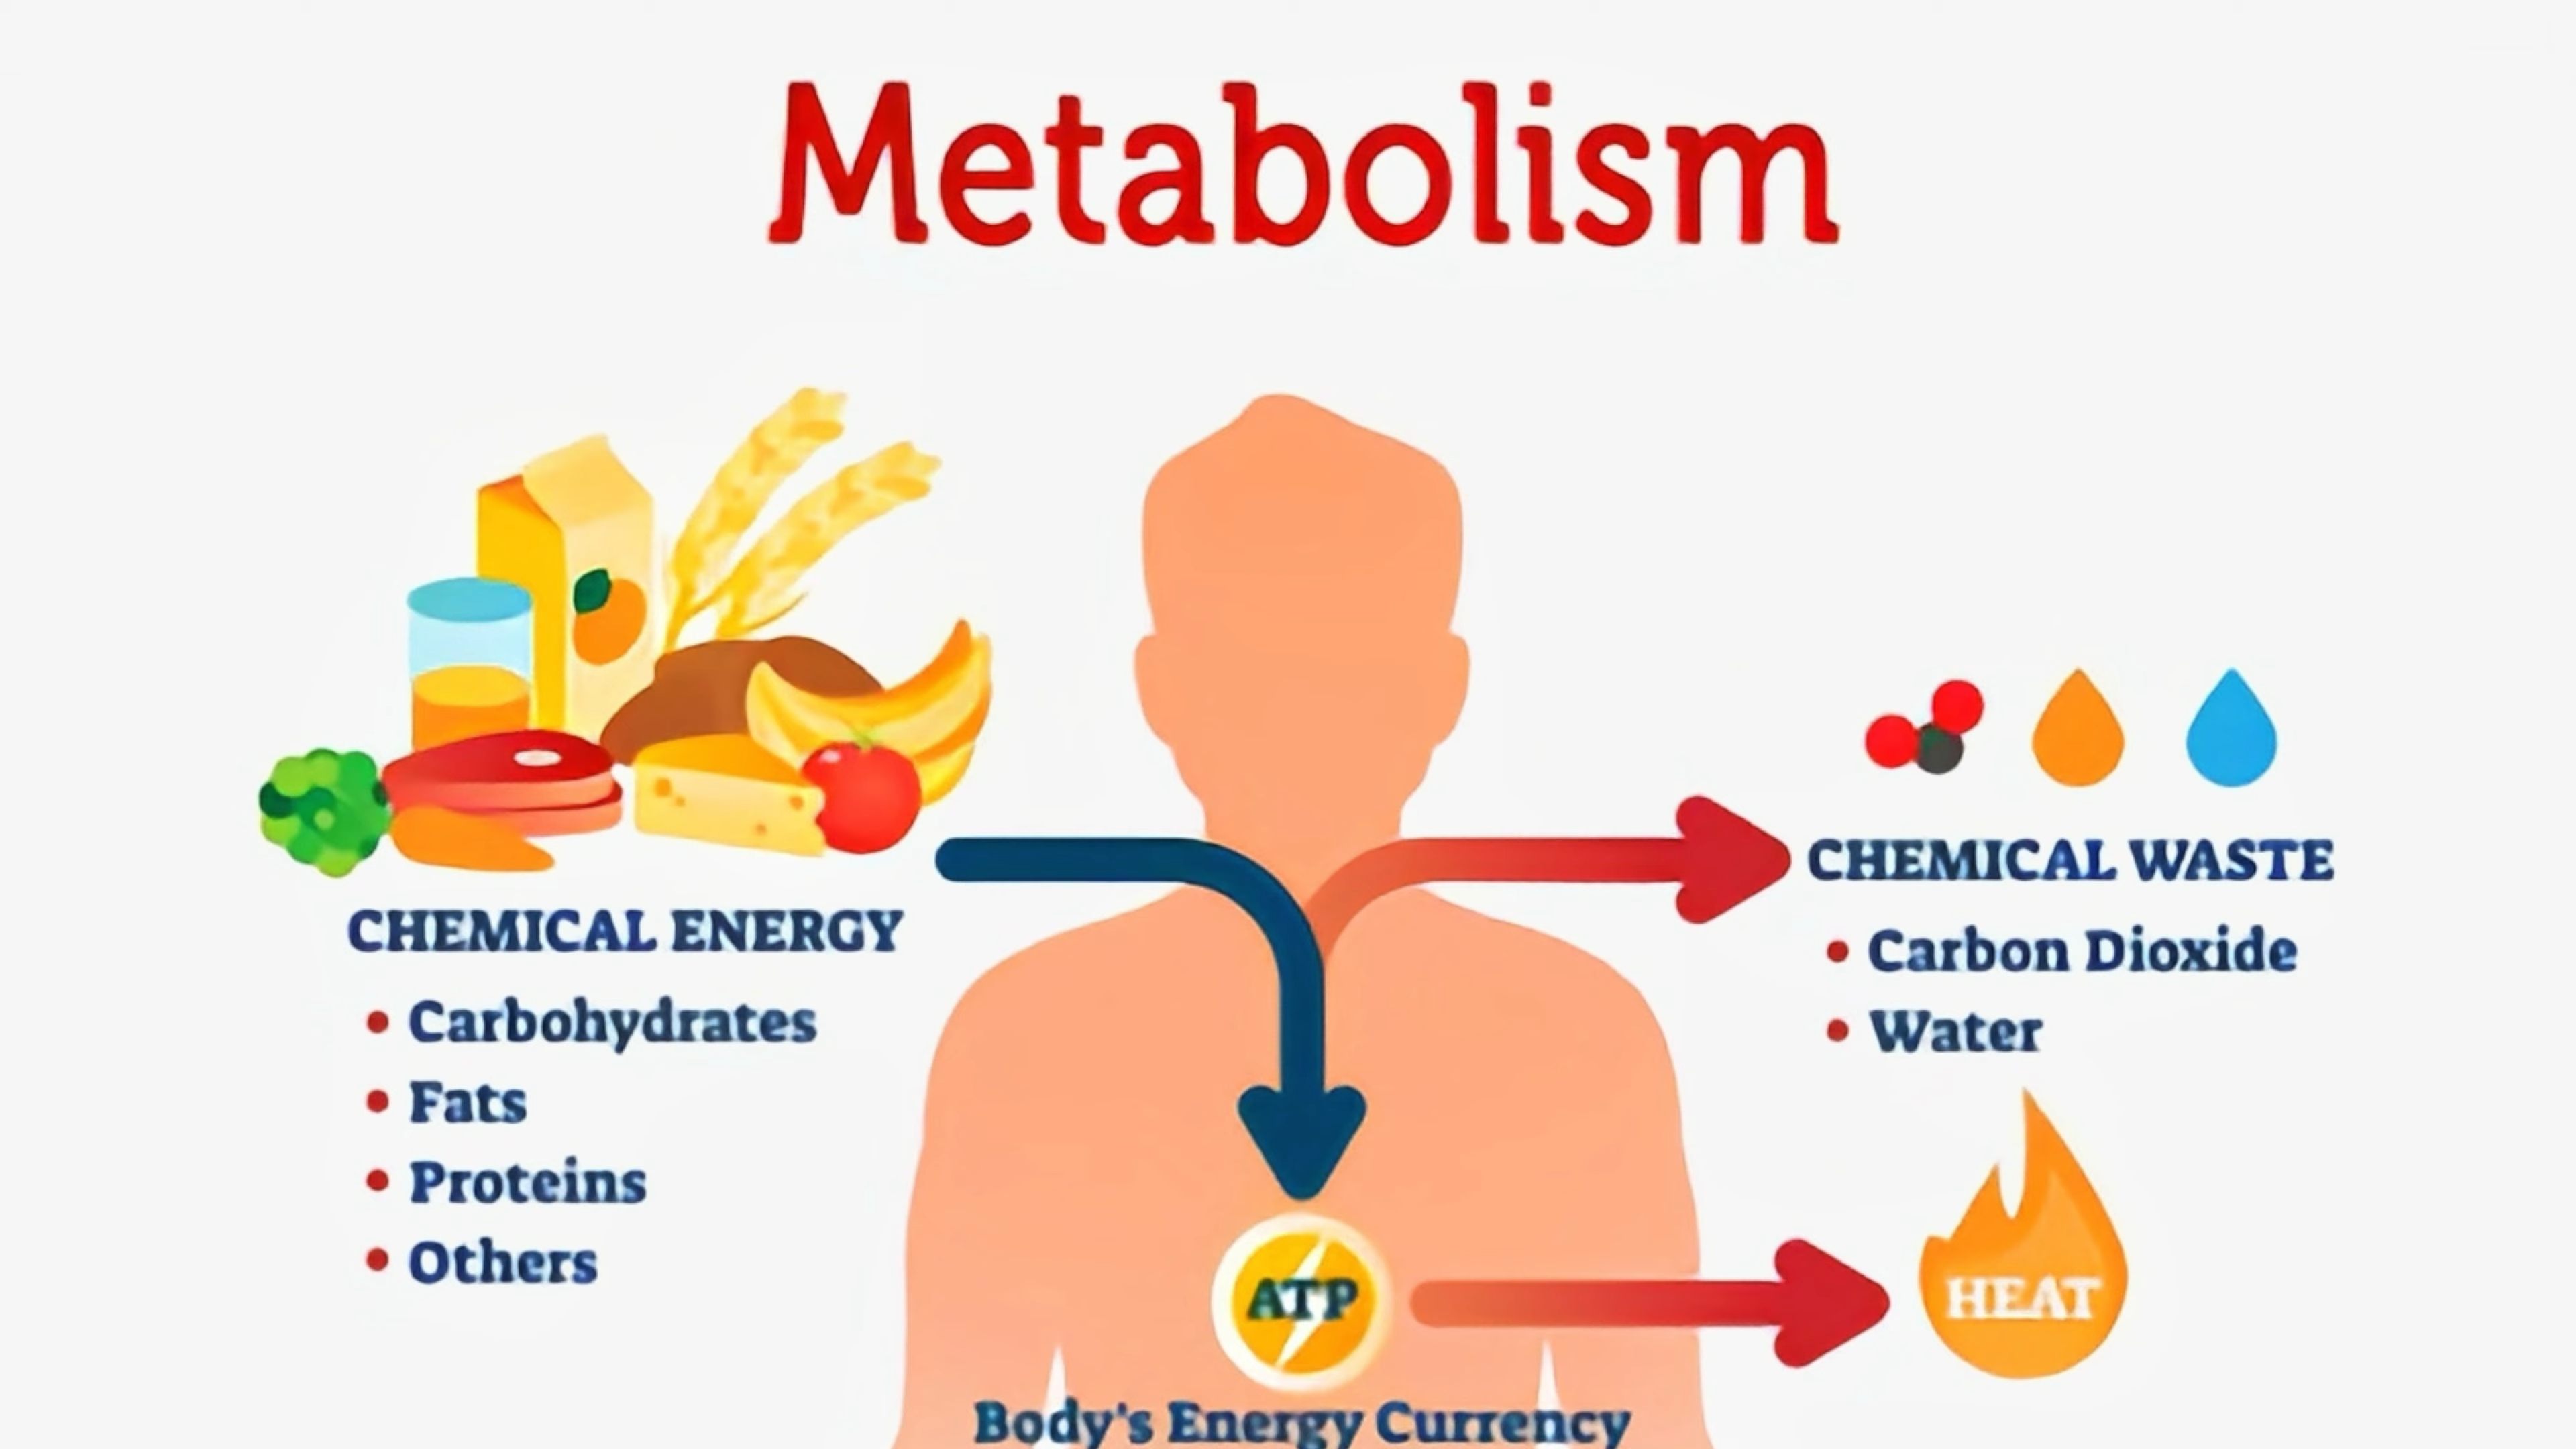 Metabolism
CHEMICAL ENERGY
• Carbohydrates
• Fats
• Proteins
• Others
CHEMICAL WASTE
• Carbon Dioxide
• Water
HEAT
ATP
Body's Energy Currency